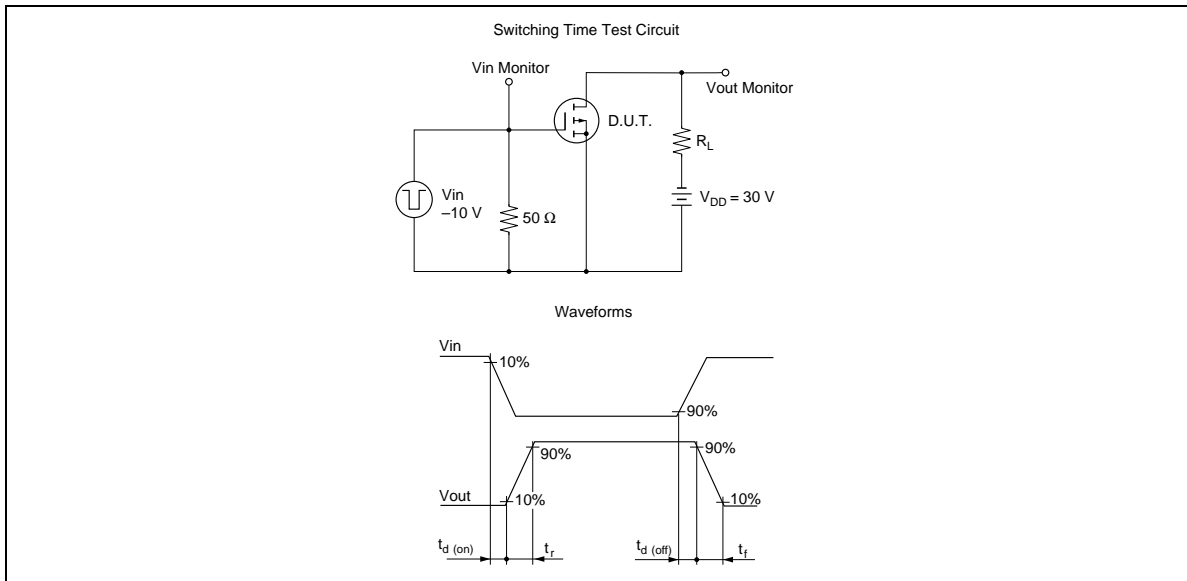 Switching Time Test Circuit
Vin Monitor
Vout Monitor
D.U.T.
RL
Vin
–10 V
50 Ω
VDD = 30 V
Waveforms
Vin
10%
90%
90%
90%
Vout
10%
10%
td (on)
tr
td (off)
tf